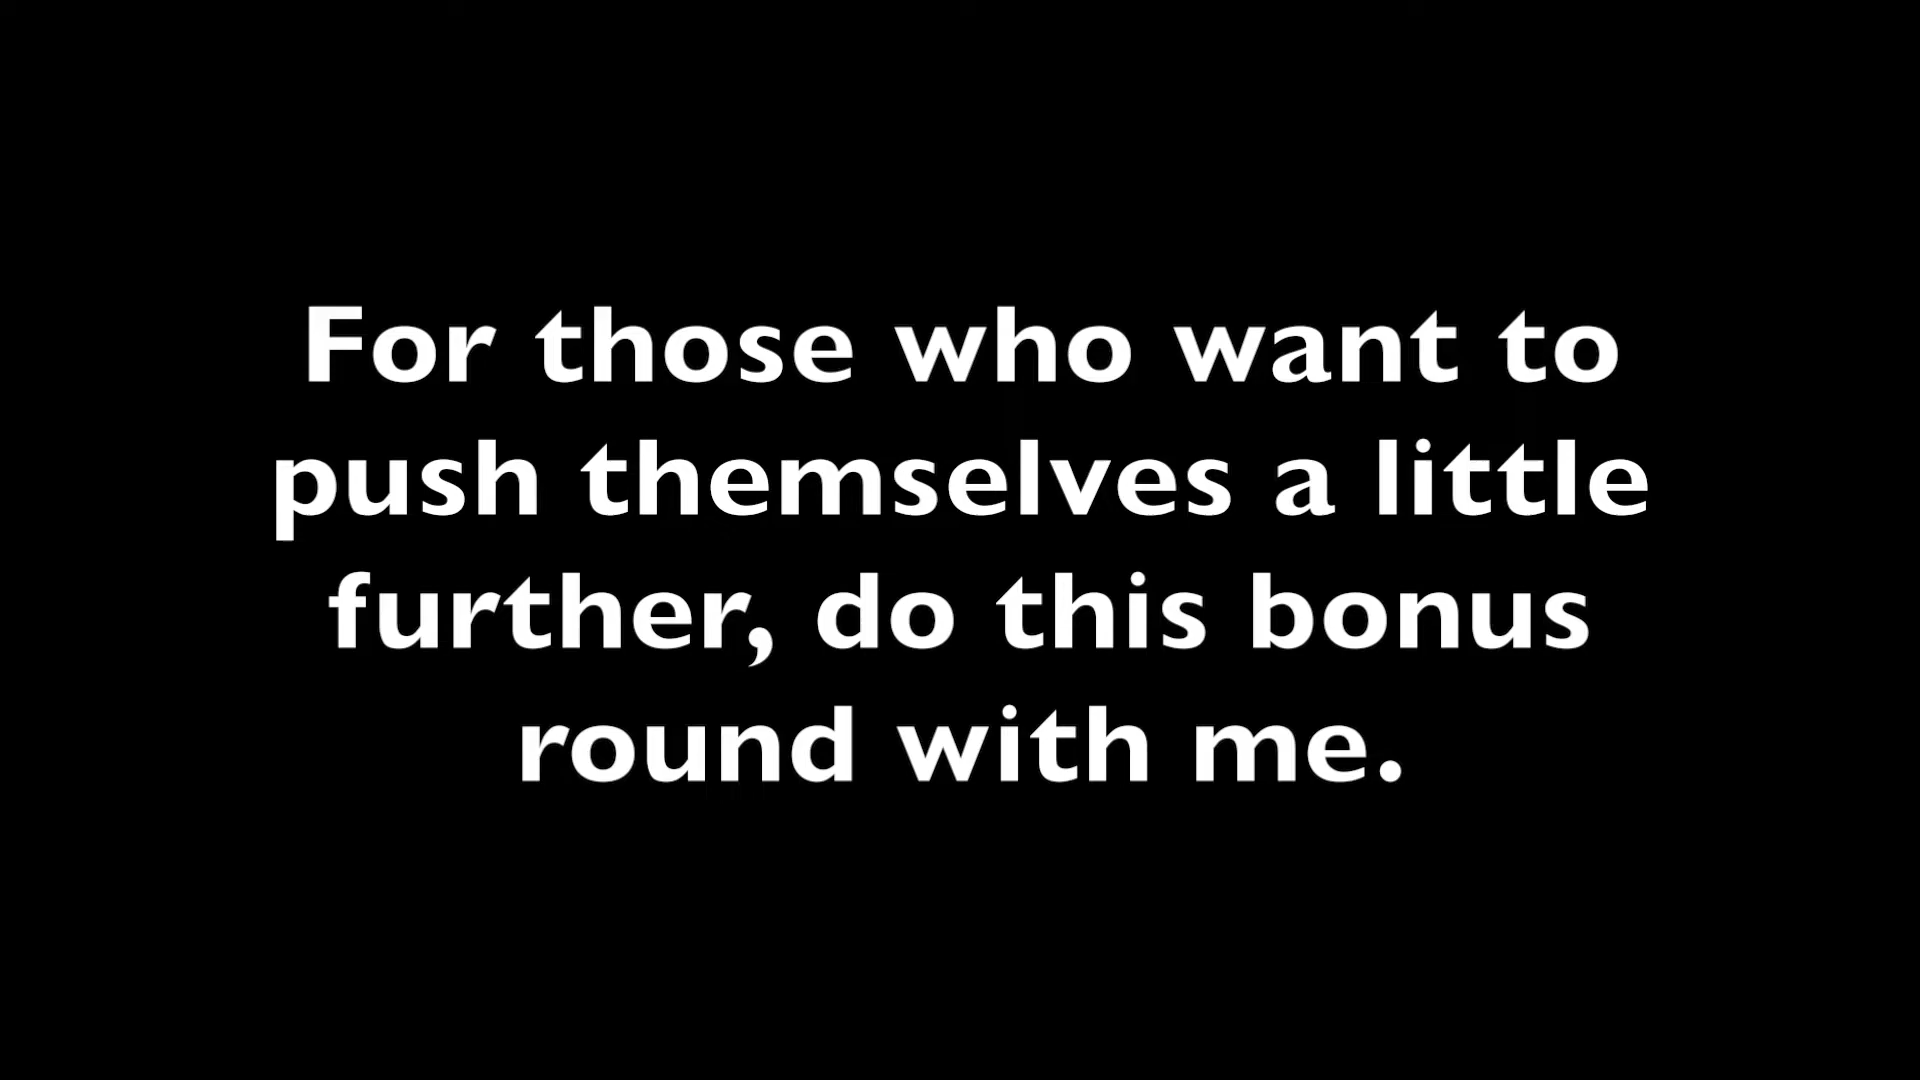 For those who want to
push themselves a little
further, do this bonus
round with me.